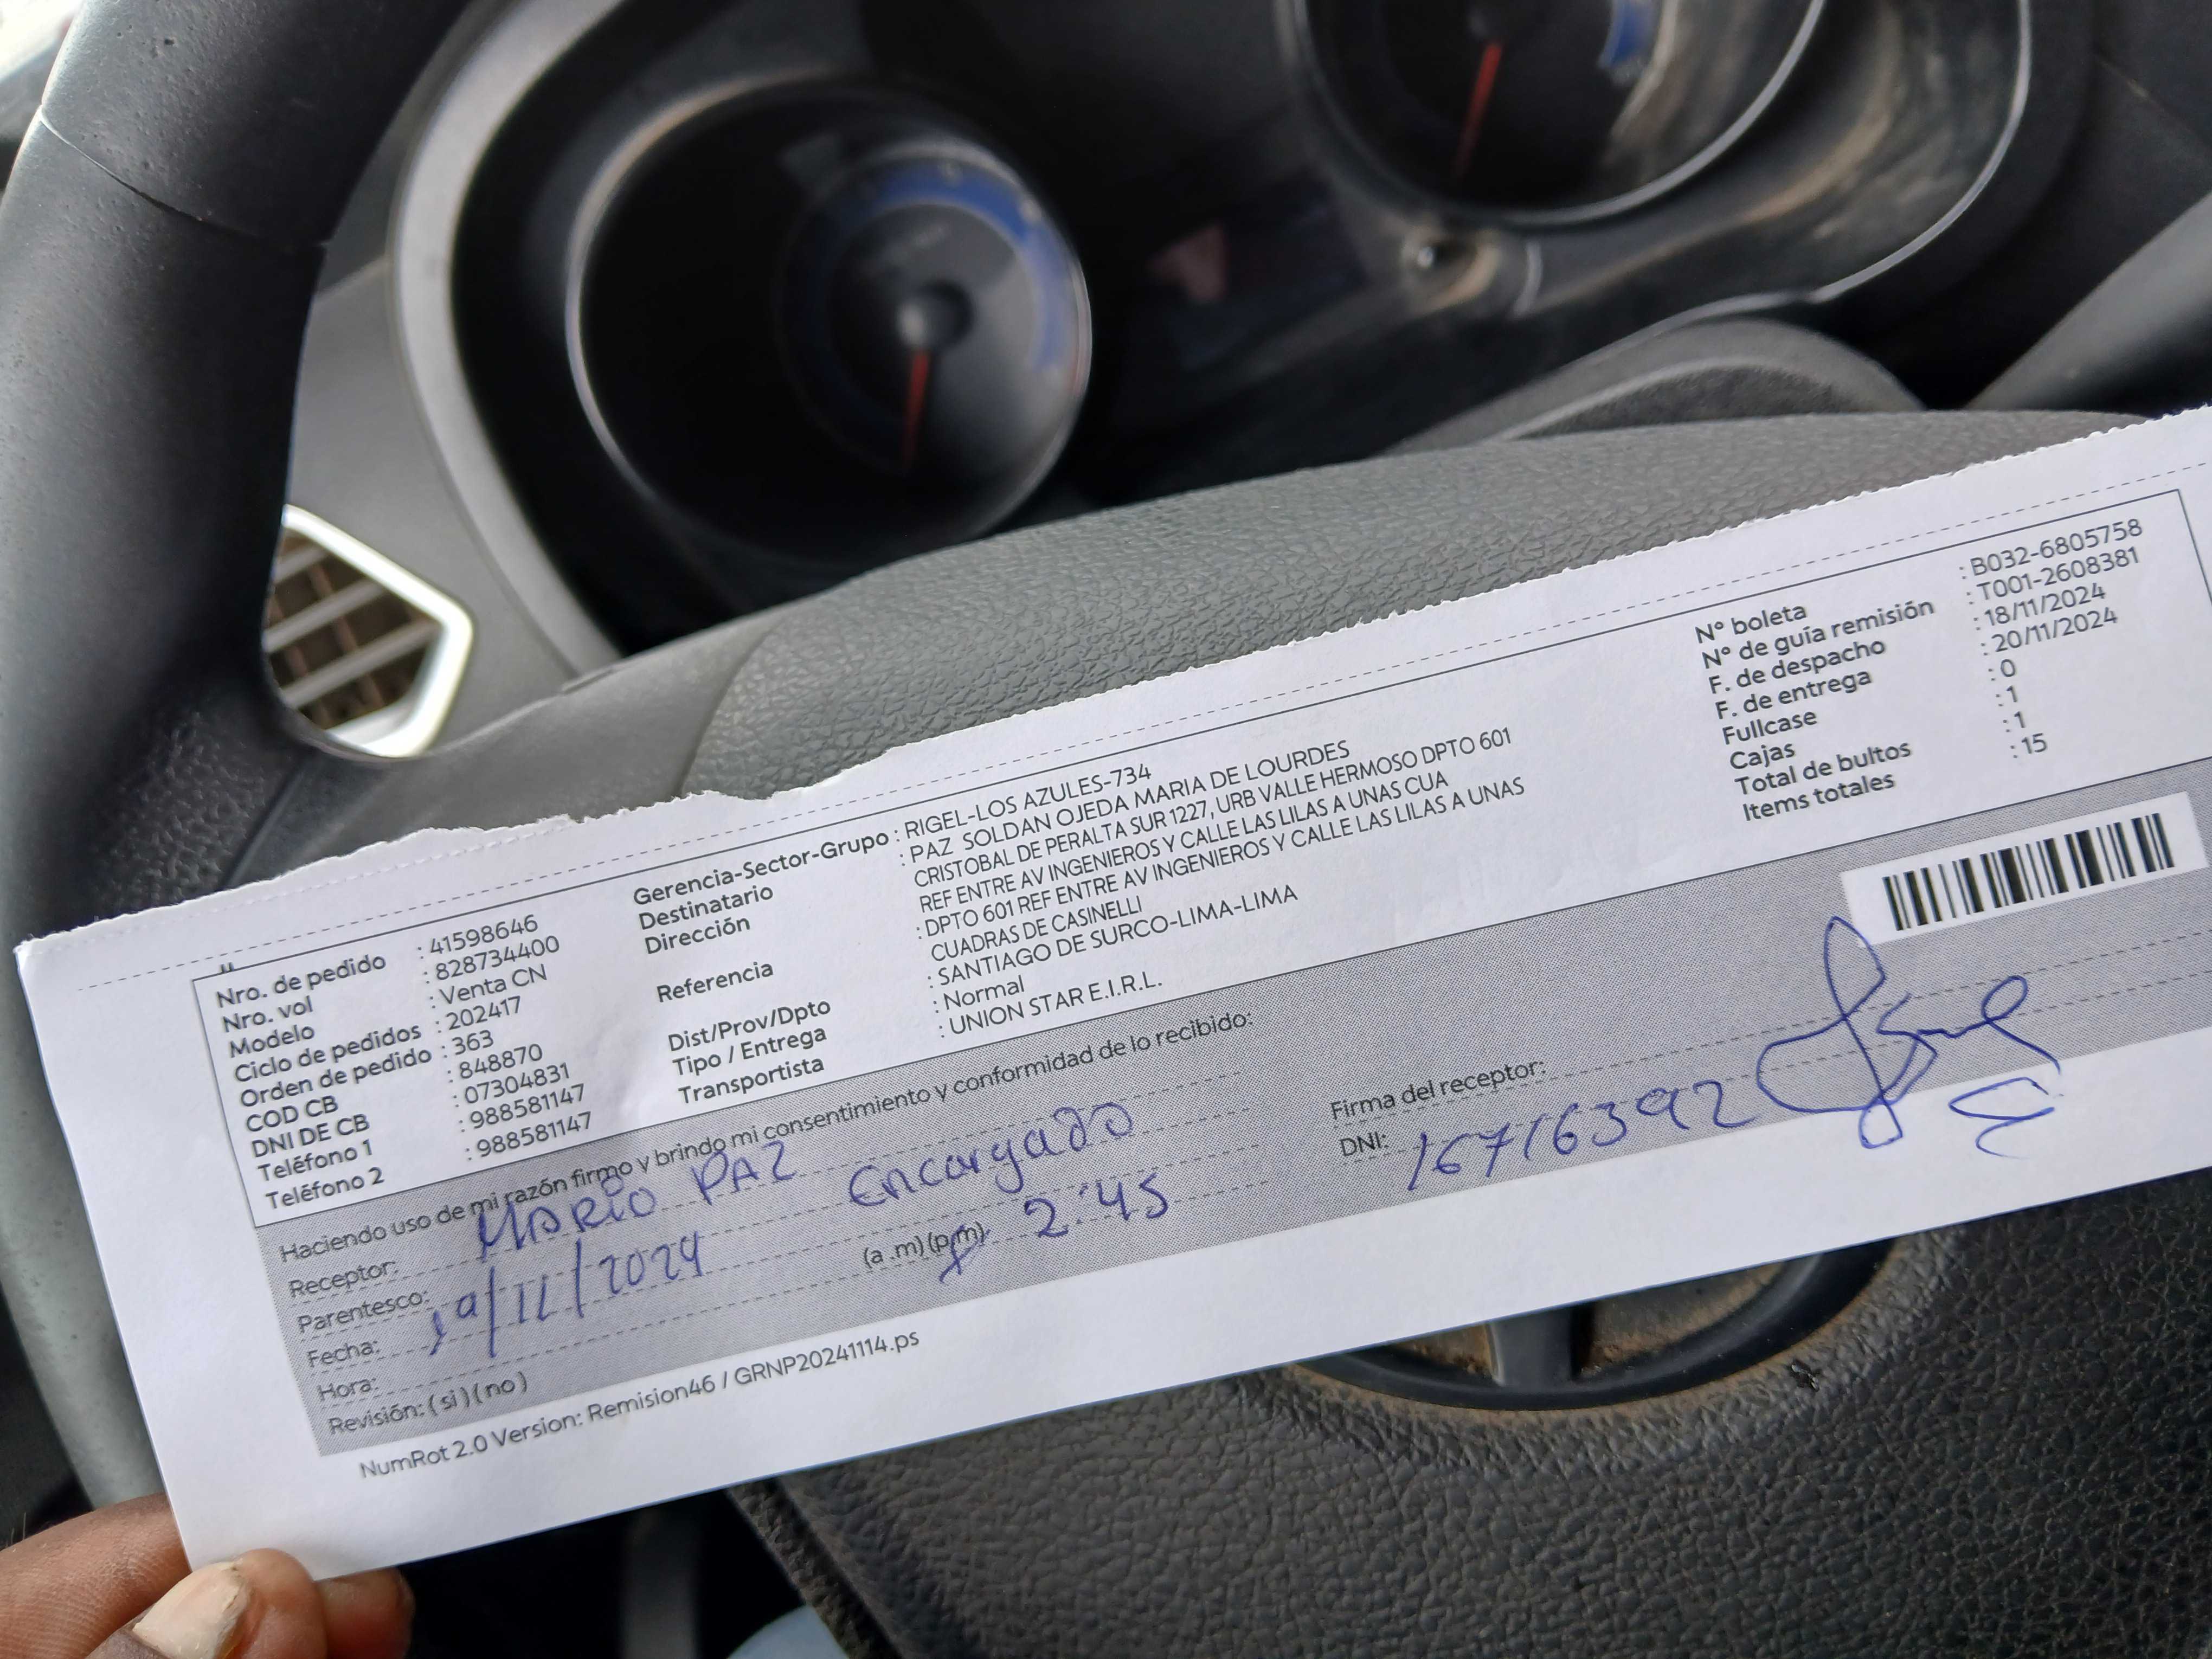 Nro. de pedido : 41598646
Nro. vol : 828734400
Modelo : Venta CN
Ciclo de pedidos : 202417
Orden de pedido : 363
COD CB : 848870
DNI DE CB : 07304831
Teléfono 1 : 988581147
Teléfono 2 : 988581147
Gerencia-Sector-Grupo : RIGEL-LOS AZULES-734
Destinatario : PAZ SOLDAN OJEDA MARIA DE LOURDES
Dirección CRISTOBAL DE PERALTA SUR 1227, URB VALLE HERMOSO DPTO 601
REF ENTRE AV INGENIEROS Y CALLE LAS LILAS A UNAS CUA
Referencia : DPTO 601 REF ENTRE AV INGENIEROS Y CALLE LAS LILAS A UNAS
CUADRAS DE CASINELLI
Dist/Prov/Dpto : SANTIAGO DE SURCO-LIMA-LIMA
Tipo / Entrega : Normal
Transportista : UNION STAR E.I.R.L.
N° boleta : B032-6805758
N° de guía remisión : T001-2608381
F. de despacho : 18/11/2024
F. de entrega : 20/11/2024
Fullcase : 0
Cajas : 1
Total de bultos : 1
Items totales : 15
Haciendo uso de mi razón firmo y brindo mi consentimiento y conformidad de lo recibido:
Receptor: MARIO PAZ
Parentesco: Encargado
Fecha: 19/11/2024
Hora: (a .m) (p.m) 2:45
Revisión: ( si ) ( no )
Firma del receptor:
DNI: 16716392
NumRot 2.0 Version: Remision46 / GRNP20241114.ps